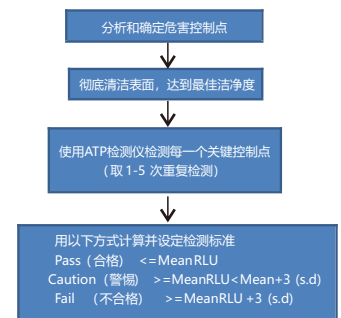 分析和确定危害控制点
彻底清洁表面，达到最佳洁净度
使用ATP检测仪检测每一个关键控制点
（取 1-5 次重复检测）
用以下方式计算并设定检测标准
Pass（合格） <=MeanRLU
Caution（警惕） >=MeanRLU<Mean+3 (s.d)
Fail （不合格） >=MeanRLU +3 (s.d)